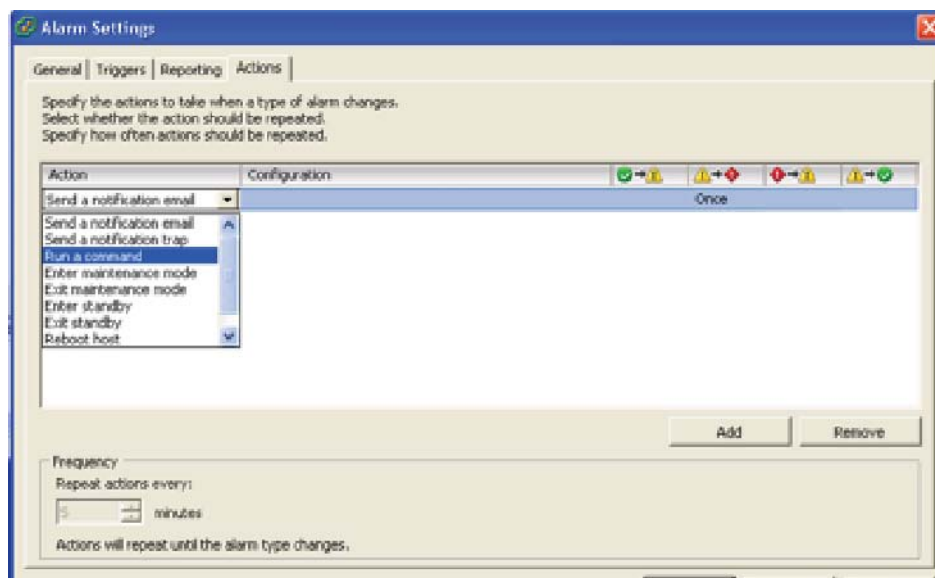 Alarm Settings
General Triggers Reporting Actions
Specify the actions to take when a type of alarm changes.
Select whether the action should be repeated.
Specify how often actions should be repeated.
Action Configuration
Send a notification email Once
Send a notification email
Send a notification trap
Run a command
Enter maintenance mode
Exit maintenance mode
Enter standby
Exit standby
Reboot host
Add Remove
Frequency
Repeat actions every:
5 minutes
Actions will repeat until the alarm type changes.